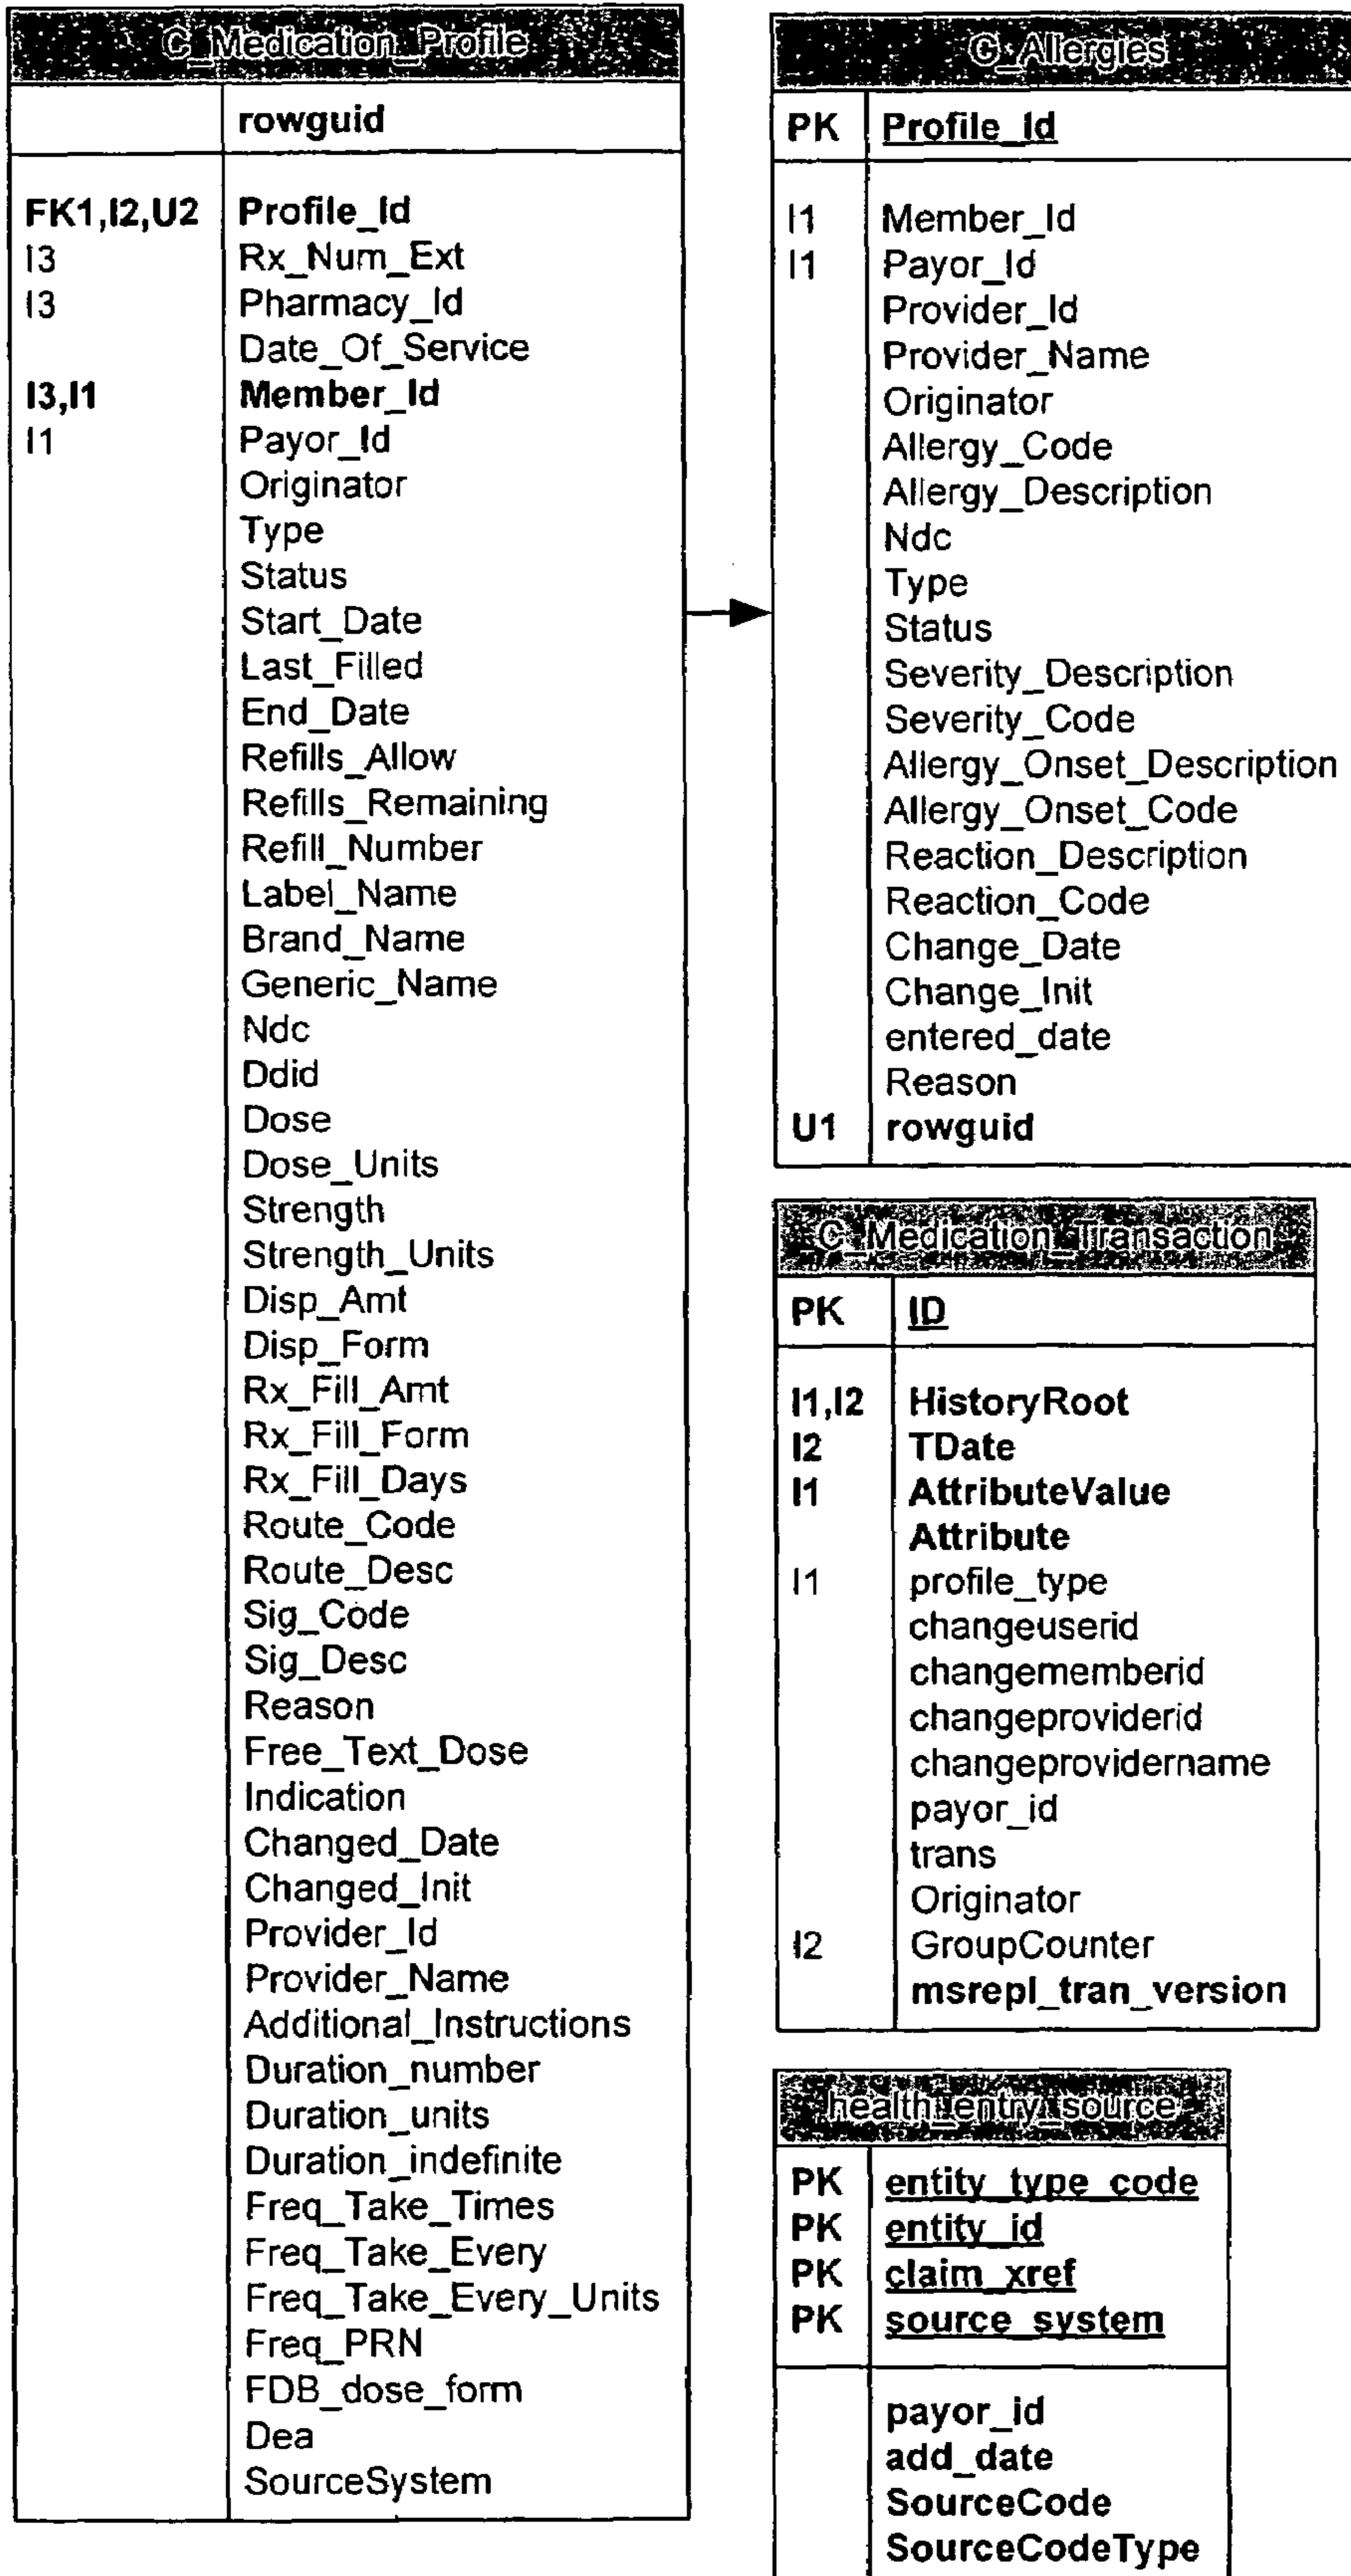 C_Medication_Profile
rowguid
FK1,I2,U2 Profile_Id
I3 Rx_Num_Ext
I3 Pharmacy_Id
Date_Of_Service
I3,I1 Member_Id
I1 Payor_Id
Originator
Type
Status
Start_Date
Last_Filled
End_Date
Refills_Allow
Refills_Remaining
Refill_Number
Label_Name
Brand_Name
Generic_Name
Ndc
Ddid
Dose
Dose_Units
Strength
Strength_Units
Disp_Amt
Disp_Form
Rx_Fill_Amt
Rx_Fill_Form
Rx_Fill_Days
Route_Code
Route_Desc
Sig_Code
Sig_Desc
Reason
Free_Text_Dose
Indication
Changed_Date
Changed_Init
Provider_Id
Provider_Name
Additional_Instructions
Duration_number
Duration_units
Duration_indefinite
Freq_Take_Times
Freq_Take_Every
Freq_Take_Every_Units
Freq_PRN
FDB_dose_form
Dea
SourceSystem
C_Allergies
PK Profile_Id
I1 Member_Id
I1 Payor_Id
Provider_Id
Provider_Name
Originator
Allergy_Code
Allergy_Description
Ndc
Type
Status
Severity_Description
Severity_Code
Allergy_Onset_Description
Allergy_Onset_Code
Reaction_Description
Reaction_Code
Change_Date
Change_Init
entered_date
Reason
U1 rowguid
C_Medication_Transaction
PK ID
I1,I2 HistoryRoot
I2 TDate
I1 AttributeValue
Attribute
I1 profile_type
changeuserid
changememberid
changeproviderid
changeprovidername
payor_id
trans
Originator
I2 GroupCounter
msrepl_tran_version
health_entry_source
PK entity_type_code
PK entity_id
PK claim_xref
PK source_system
payor_id
add_date
SourceCode
SourceCodeType